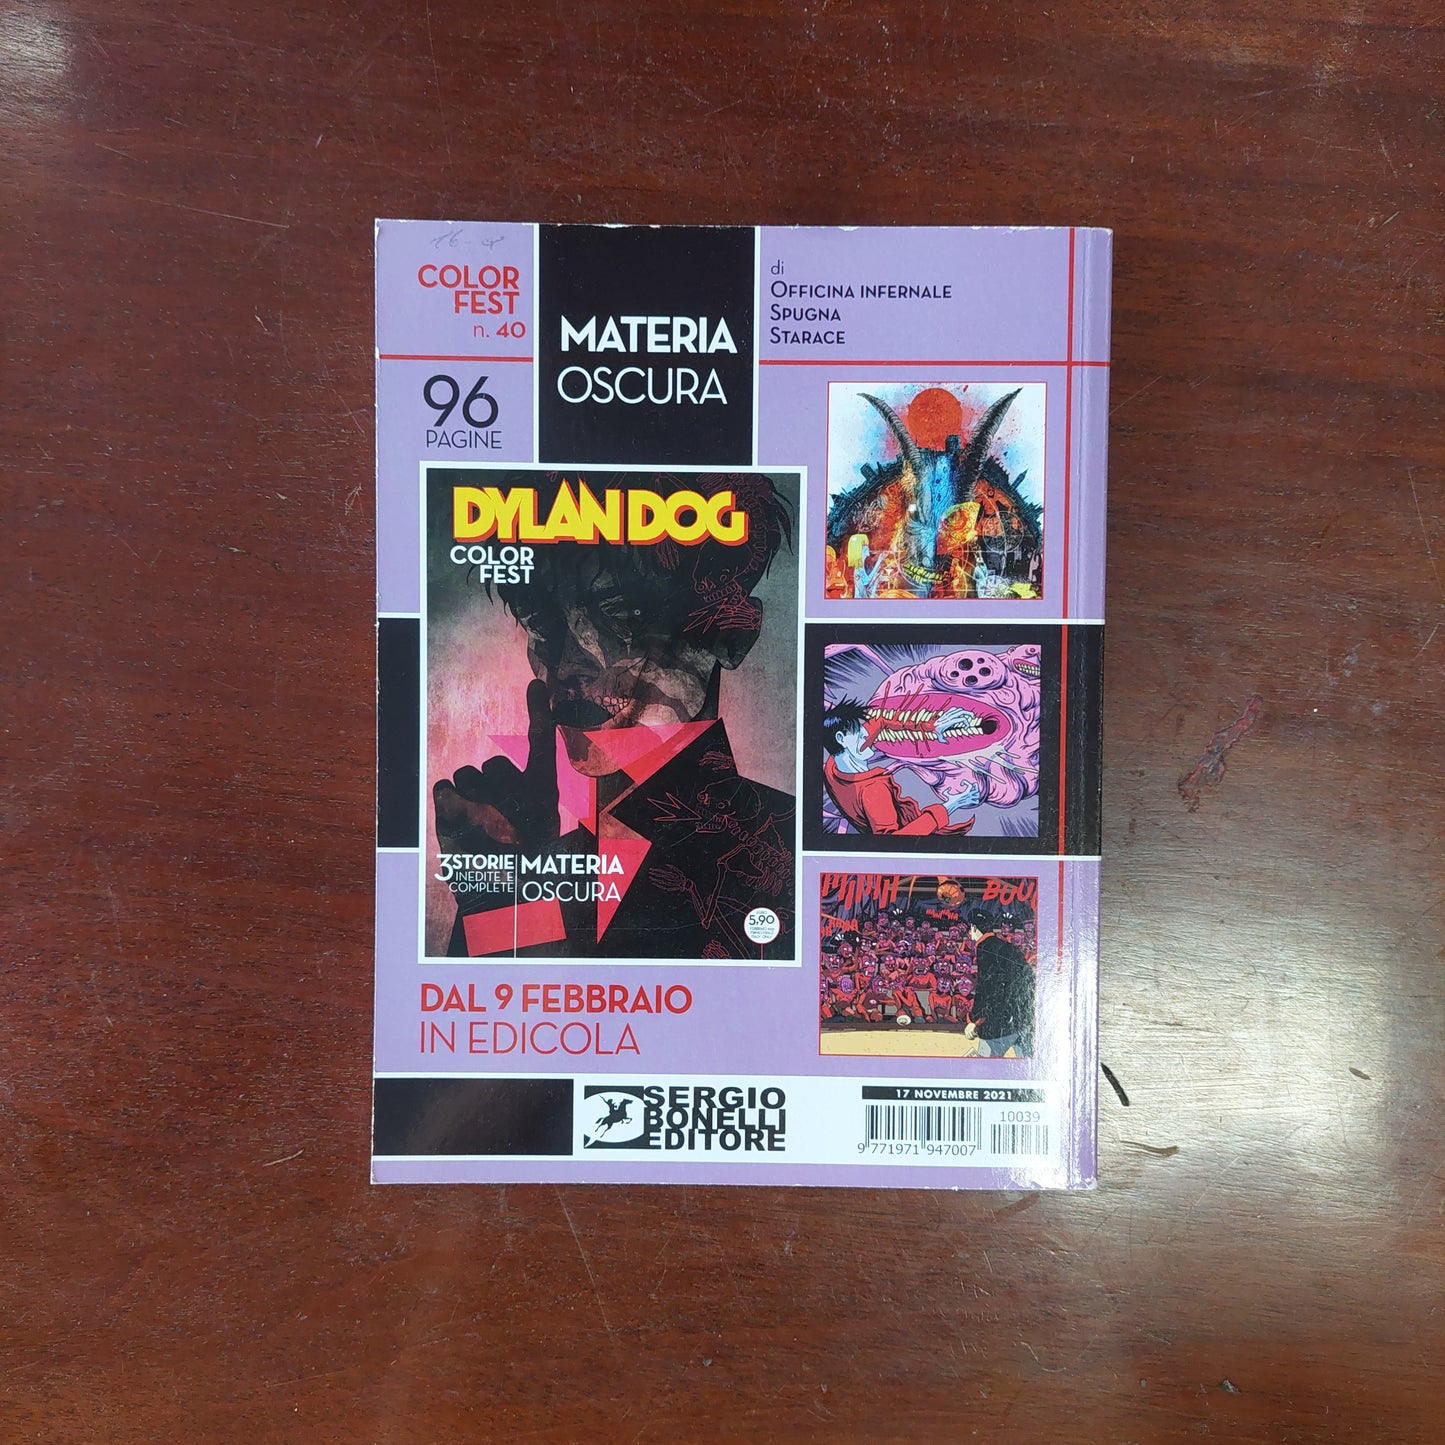 COLOR
FEST
n. 40
MATERIA
OSCURA
di
OFFICINA INFERNALE
SPUGNA
STARACE
96
PAGINE
DYLAN DOG
COLOR
FEST
3 STORIE
INEDITE E
COMPLETE
MATERIA
OSCURA
EURO
5,90
DAL 9 FEBBRAIO
IN EDICOLA
SERGIO
BONELLI
EDITORE
17 NOVEMBRE 2021
10039
9 771971 947007